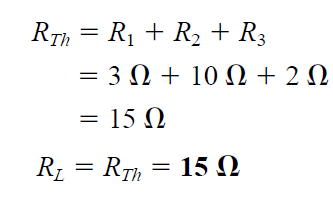 R_Th = R_1 + R_2 + R_3
= 3 Ω + 10 Ω + 2 Ω
= 15 Ω
R_L = R_Th = 15 Ω